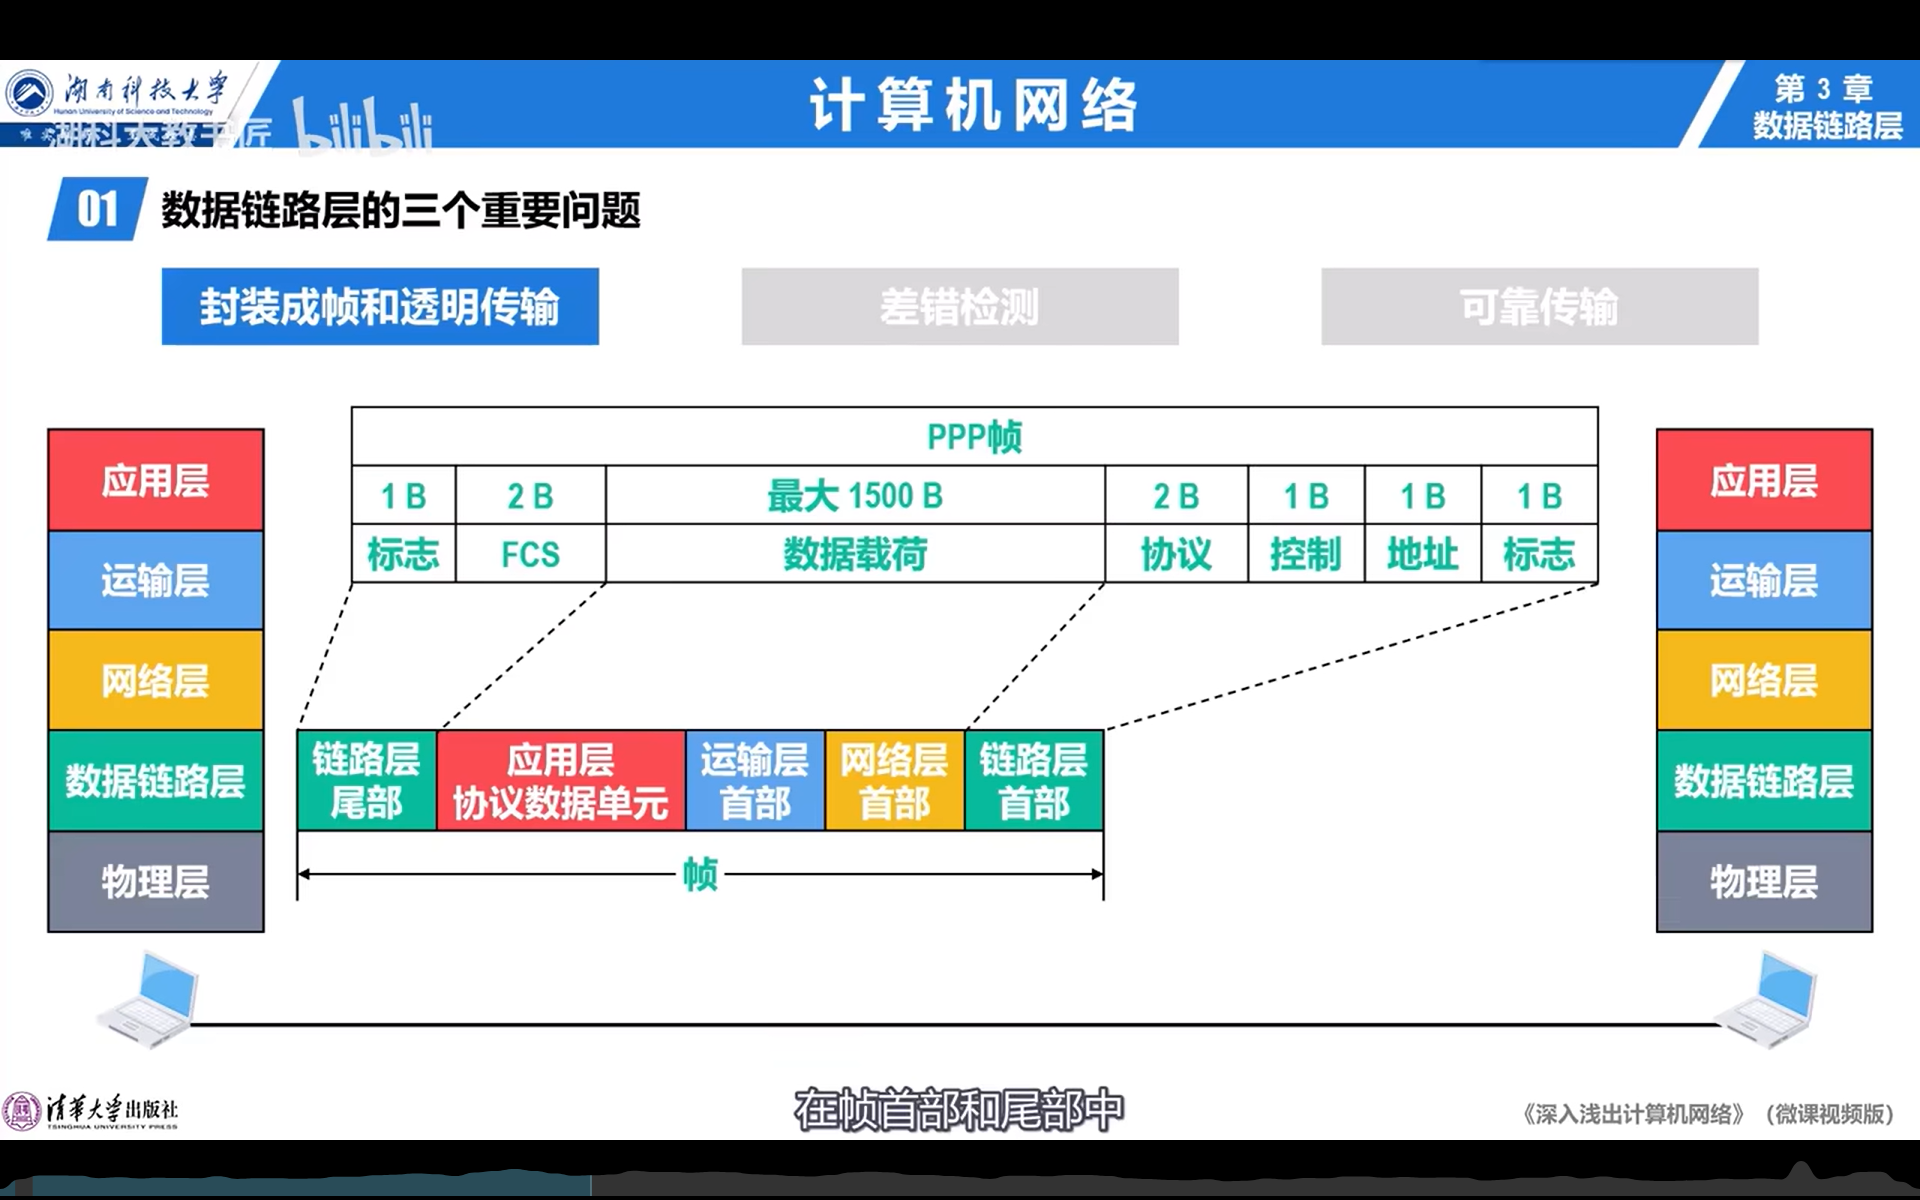 湖南科技大学
Hunan University of Science and Technology
湖科大教书匠
bilibili
计算机网络
第 3 章
数据链路层
01
数据链路层的三个重要问题
封装成帧和透明传输
差错检测
可靠传输
应用层
运输层
网络层
数据链路层
物理层
PPP帧
1 B
2 B
最大 1500 B
2 B
1 B
1 B
1 B
标志
FCS
数据载荷
协议
控制
地址
标志
链路层
尾部
应用层
协议数据单元
运输层
首部
网络层
首部
链路层
首部
帧
应用层
运输层
网络层
数据链路层
物理层
清华大学出版社
TSINGHUA UNIVERSITY PRESS
在帧首部和尾部中
《深入浅出计算机网络》（微课视频版）